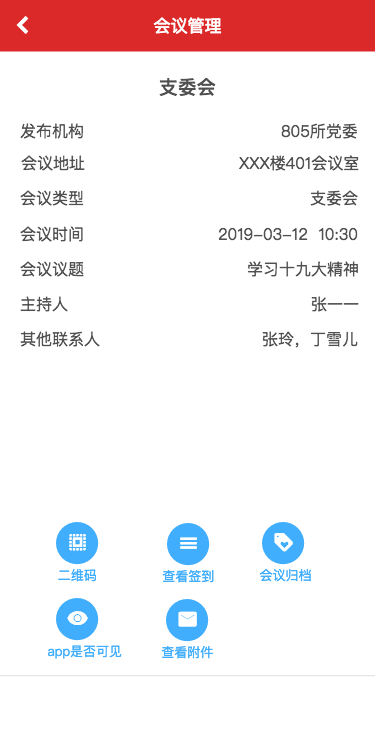 会议管理
支委会
发布机构 805所党委
会议地址 XXX楼401会议室
会议类型 支委会
会议时间 2019-03-12 10:30
会议议题 学习十九大精神
主持人 张一一
其他联系人 张玲，丁雪儿
二维码 查看签到 会议归档
app是否可见 查看附件